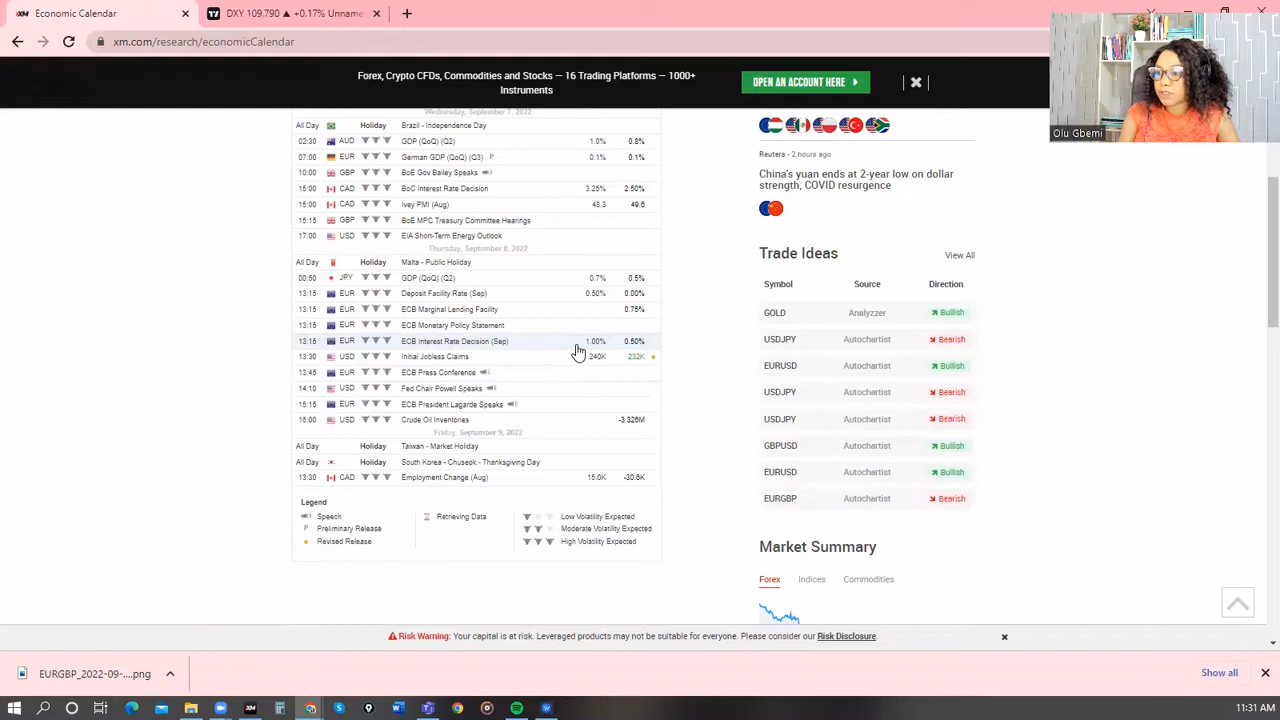 Economic Calendar
DXY 109.790 ▲ +0.17% Unname
xm.com/research/economicCalendar
Forex, Crypto CFDs, Commodities and Stocks — 16 Trading Platforms — 1000+
Instruments
OPEN AN ACCOUNT HERE
Olu Gbemi
Wednesday, September 7, 2022
All Day Holiday Brazil - Independence Day
02:30 AUD GDP (QoQ) (Q2) 1.0% 0.8%
07:00 EUR German GDP (QoQ) (Q3) P 0.1% 0.1%
10:00 GBP BoE Gov Bailey Speaks
15:00 CAD BoC Interest Rate Decision 3.25% 2.50%
15:00 CAD Ivey PMI (Aug) 48.3 49.6
15:15 GBP BoE MPC Treasury Committee Hearings
17:00 USD EIA Short-Term Energy Outlook
Thursday, September 8, 2022
All Day Holiday Malta - Public Holiday
00:50 JPY GDP (QoQ) (Q2) 0.7% 0.5%
13:15 EUR Deposit Facility Rate (Sep) 0.50% 0.00%
13:15 EUR ECB Marginal Lending Facility 0.75%
13:15 EUR ECB Monetary Policy Statement
13:15 EUR ECB Interest Rate Decision (Sep) 1.00% 0.50%
13:30 USD Initial Jobless Claims 240K 232K
13:45 EUR ECB Press Conference
14:10 USD Fed Chair Powell Speaks
15:15 EUR ECB President Lagarde Speaks
16:00 USD Crude Oil Inventories -3.326M
Friday, September 9, 2022
All Day Holiday Taiwan - Market Holiday
All Day Holiday South Korea - Chuseok - Thanksgiving Day
13:30 CAD Employment Change (Aug) 15.0K -30.6K
Legend
Speech Retrieving Data Low Volatility Expected
P Preliminary Release Moderate Volatility Expected
Revised Release High Volatility Expected
Reuters - 2 hours ago
China's yuan ends at 2-year low on dollar
strength, COVID resurgence
Trade Ideas View All
Symbol Source Direction
GOLD Analyzzer Bullish
USDJPY Autochartist Bearish
EURUSD Autochartist Bullish
USDJPY Autochartist Bearish
USDJPY Autochartist Bearish
GBPUSD Autochartist Bullish
EURUSD Autochartist Bullish
EURGBP Autochartist Bearish
Market Summary
Forex Indices Commodities
Risk Warning: Your capital is at risk. Leveraged products may not be suitable for everyone. Please consider our Risk Disclosure.
EURGBP_2022-09-....png
Show all
11:31 AM